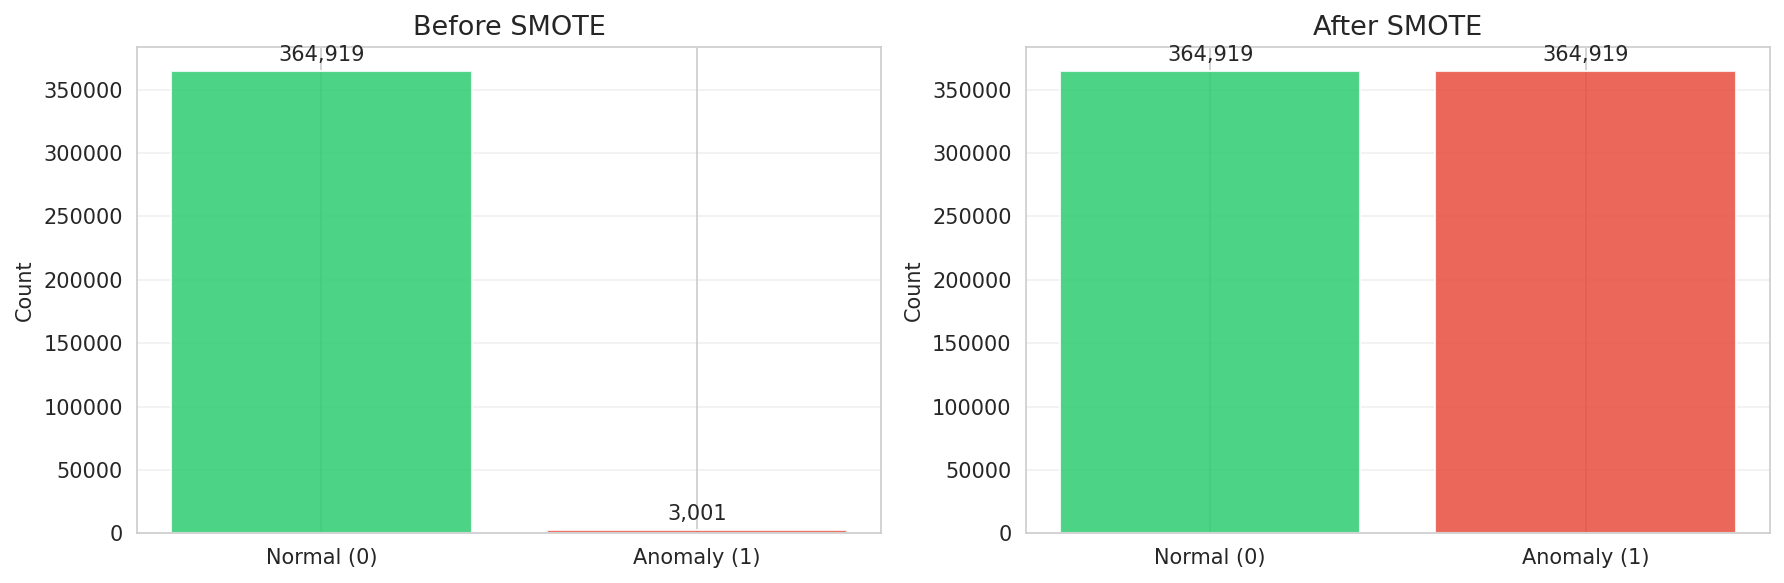 Before SMOTE
364,919
3,001
350000
300000
250000
200000
150000
100000
50000
0
Count
Normal (0)
Anomaly (1)
After SMOTE
364,919
364,919
350000
300000
250000
200000
150000
100000
50000
0
Count
Normal (0)
Anomaly (1)